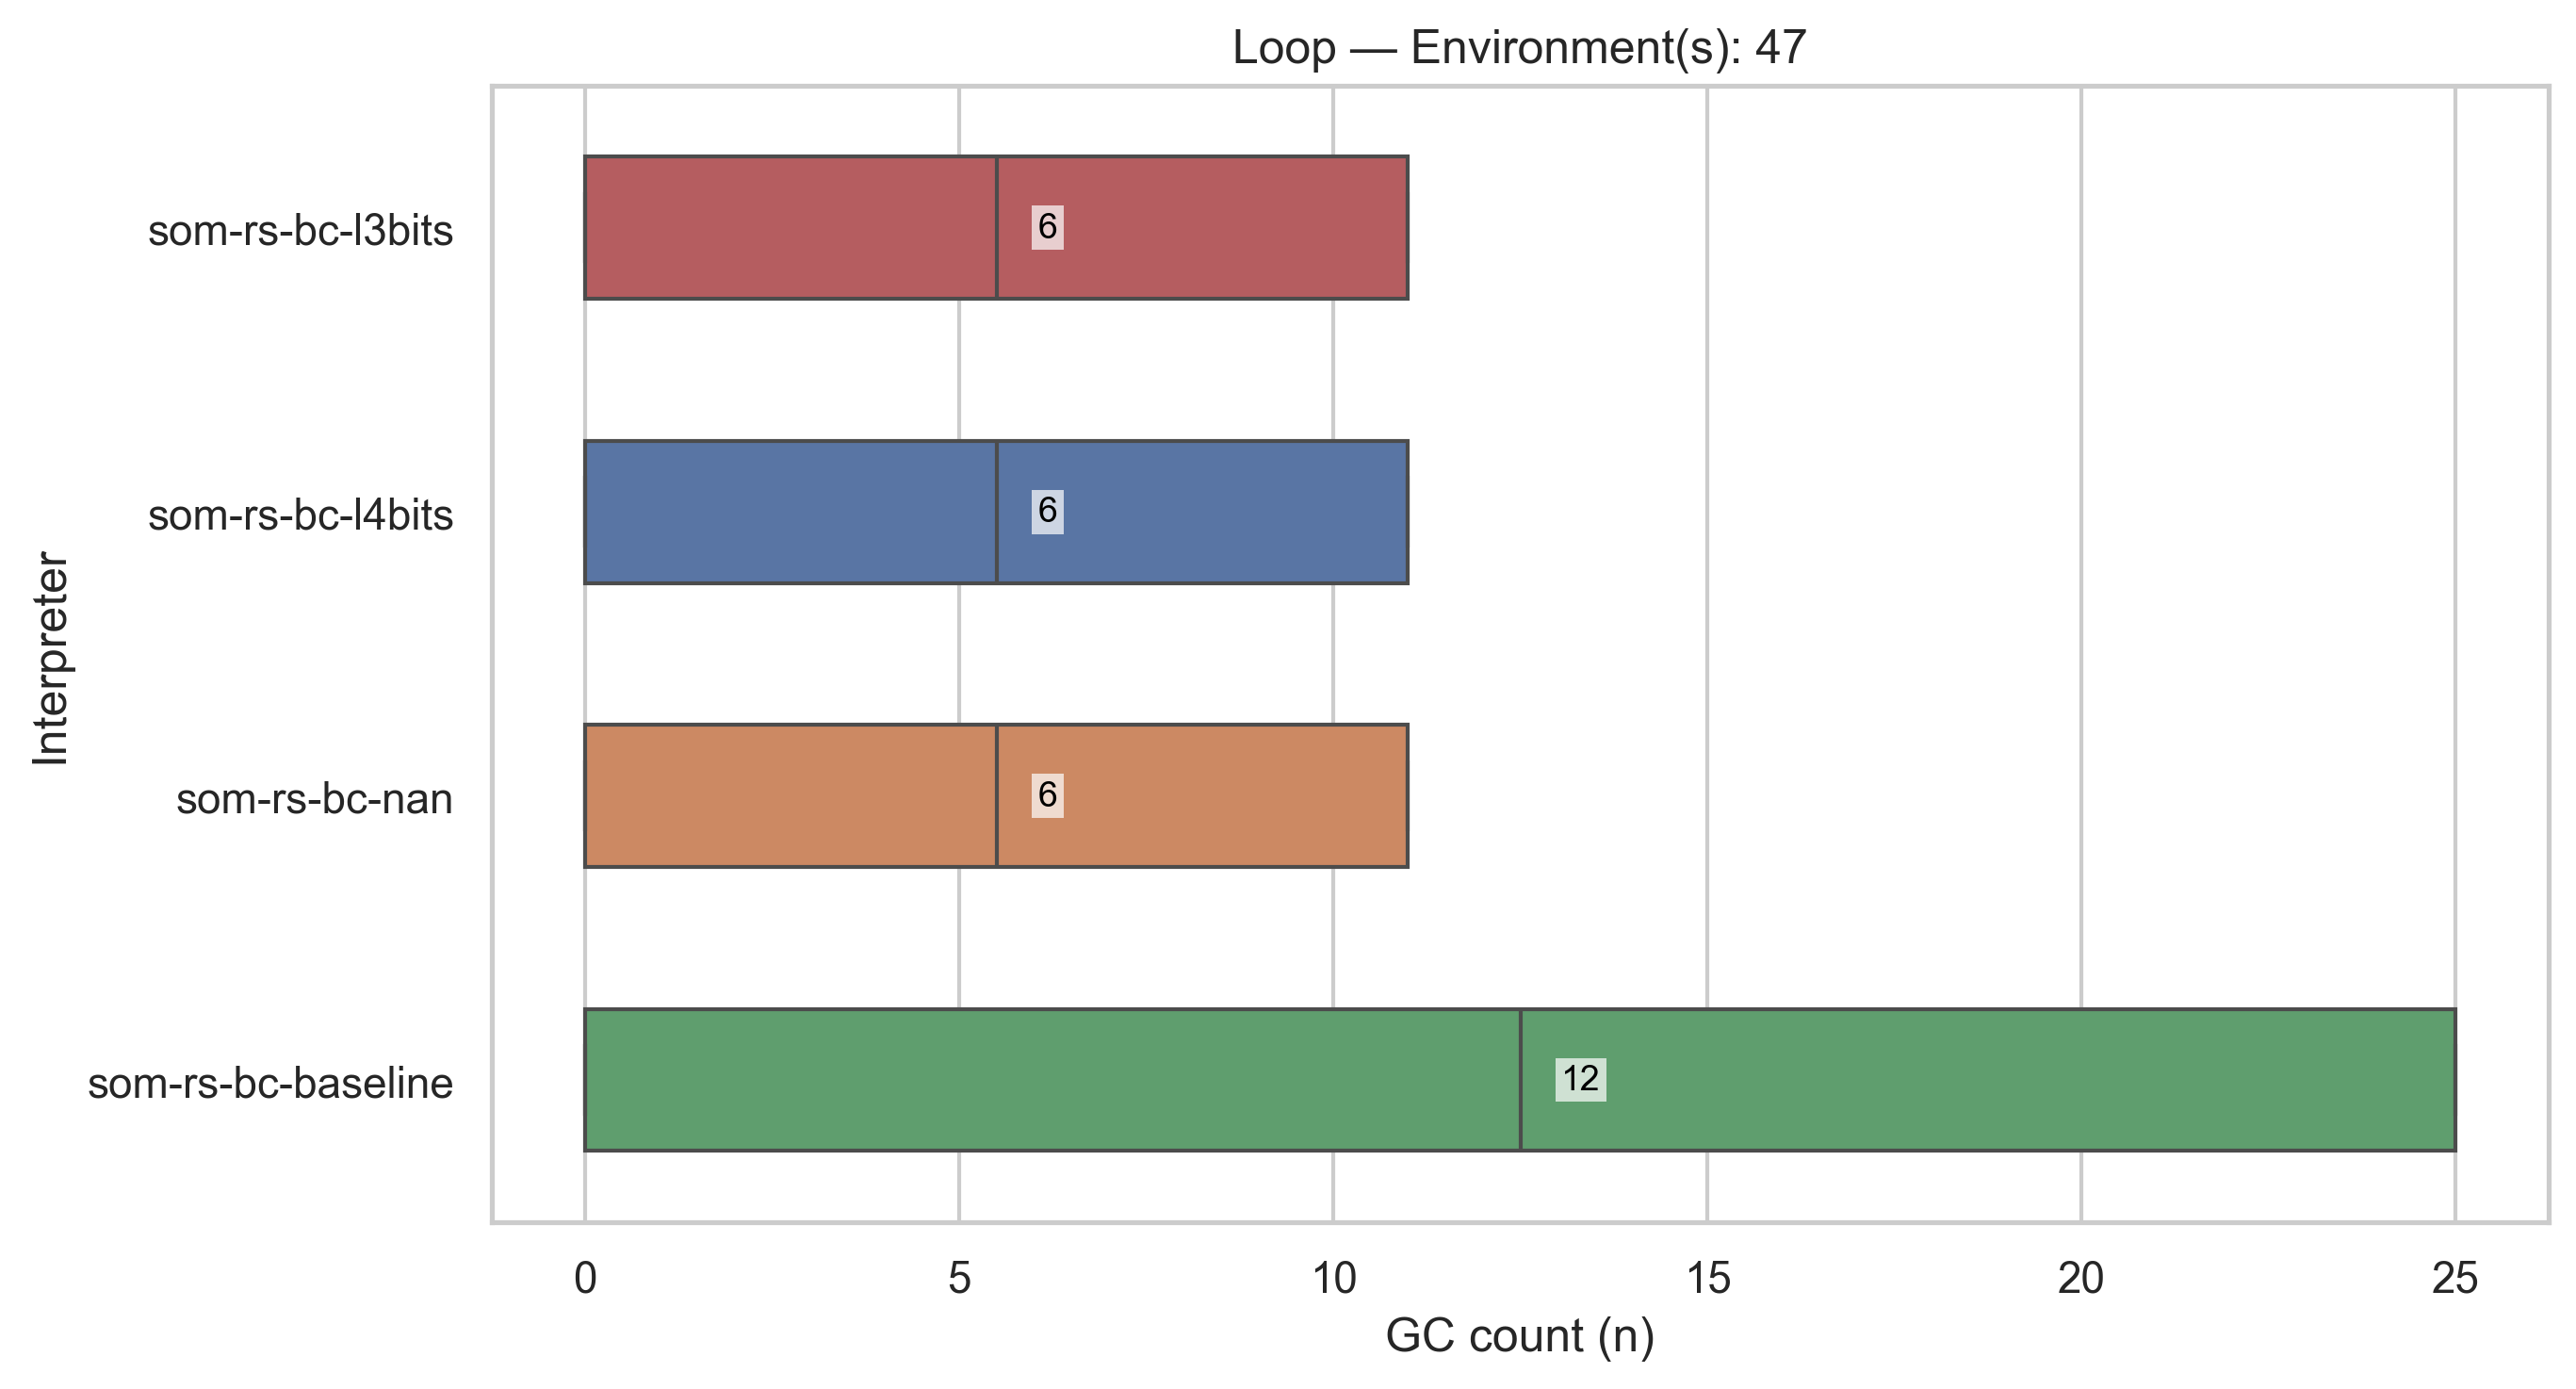 Loop — Environment(s): 47
Interpreter
som-rs-bc-l3bits
6
som-rs-bc-l4bits
6
som-rs-bc-nan
6
som-rs-bc-baseline
12
0 5 10 15 20 25
GC count (n)